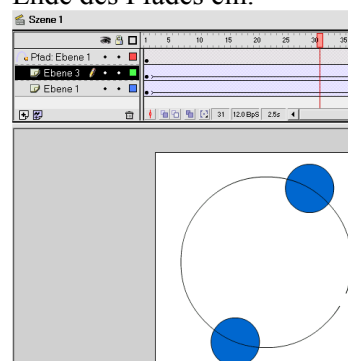 Ende des Pfades ein.
Szene 1
1 5 10 15 20 25 30 35
Pfad: Ebene 1
Ebene 3
Ebene 1
31 12.0 BpS 2.5s